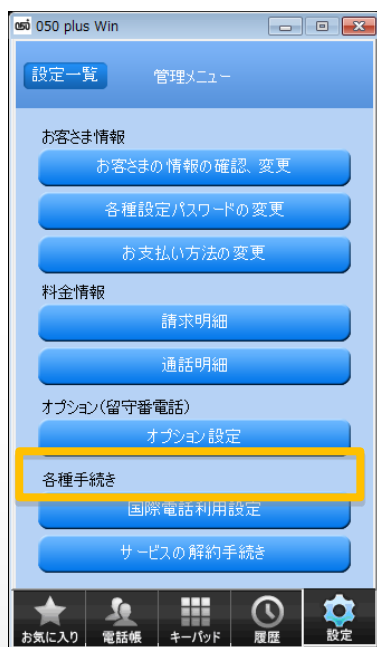 050 050 plus Win
設定一覧
管理メニュー
お客さま情報
お客さまの情報の確認、変更
各種設定パスワードの変更
お支払い方法の変更
料金情報
請求明細
通話明細
オプション(留守番電話)
オプション設定
各種手続き
国際電話利用設定
サービスの解約手続き
お気に入り 電話帳 キーパッド 履歴 設定